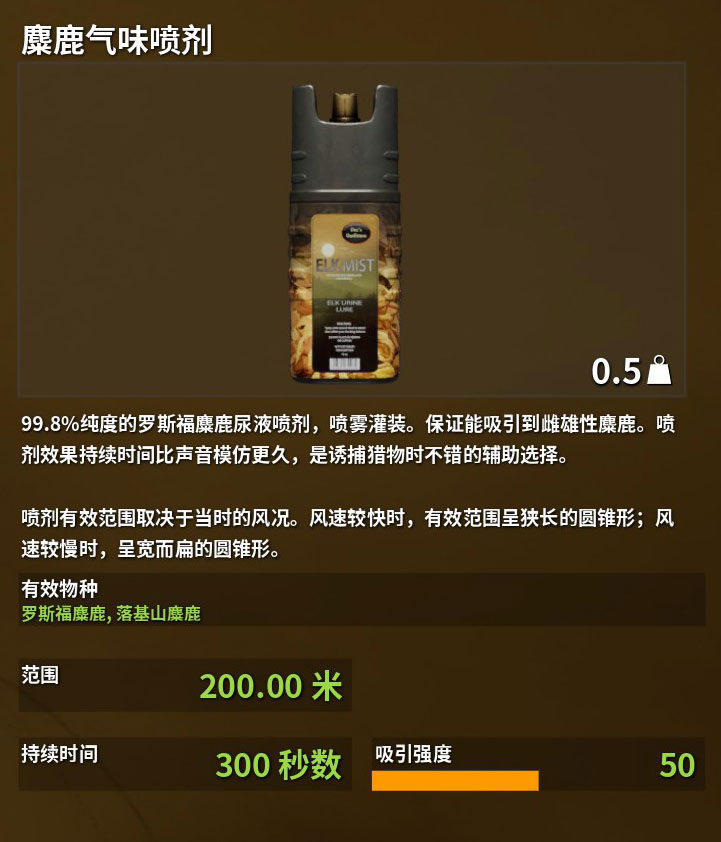 麋鹿气味喷剂
Doc's
Outfitters
ELK MIST
ELK URINE
LURE
0.5
99.8%纯度的罗斯福麋鹿尿液喷剂，喷雾灌装。保证能吸引到雌雄性麋鹿。喷
剂效果持续时间比声音模仿更久，是诱捕猎物时不错的辅助选择。
喷剂有效范围取决于当时的风况。风速较快时，有效范围呈狭长的圆锥形；风
速较慢时，呈宽而扁的圆锥形。
有效物种
罗斯福麋鹿, 落基山麋鹿
范围
200.00 米
持续时间
300 秒数
吸引强度
50